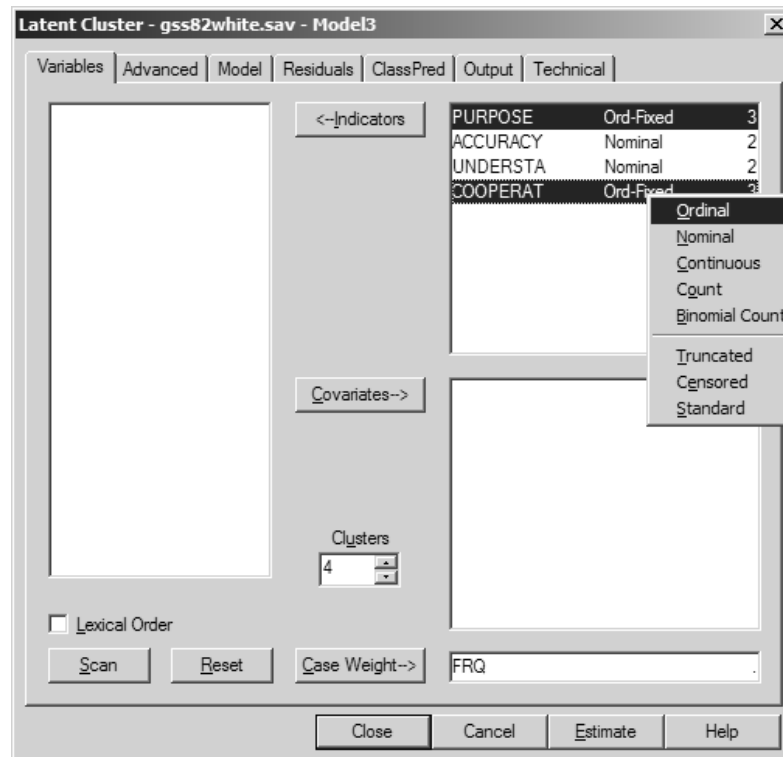 Latent Cluster - gss82white.sav - Model3
Variables Advanced Model Residuals ClassPred Output Technical
<--Indicators
PURPOSE Ord-Fixed 3
ACCURACY Nominal 2
UNDERSTA Nominal 2
COOPERAT Ord-Fixed 3
Ordinal
Nominal
Continuous
Count
Binomial Count
Truncated
Censored
Standard
Covariates-->
Clusters
4
Lexical Order
Scan Reset Case Weight--> FRQ .
Close Cancel Estimate Help